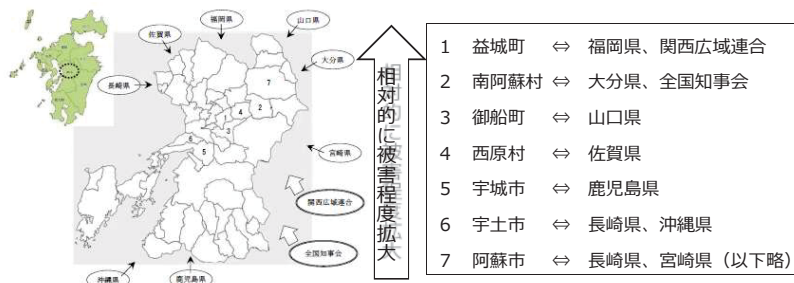 福岡県
山口県
佐賀県
大分県
長崎県
7
4
2
3
6
5
宮崎県
関西広域連合
全国知事会
沖縄県
鹿児島県
相対的に被害程度拡大
1 益城町 ⇔ 福岡県、関西広域連合
2 南阿蘇村 ⇔ 大分県、全国知事会
3 御船町 ⇔ 山口県
4 西原村 ⇔ 佐賀県
5 宇城市 ⇔ 鹿児島県
6 宇土市 ⇔ 長崎県、沖縄県
7 阿蘇市 ⇔ 長崎県、宮崎県（以下略）